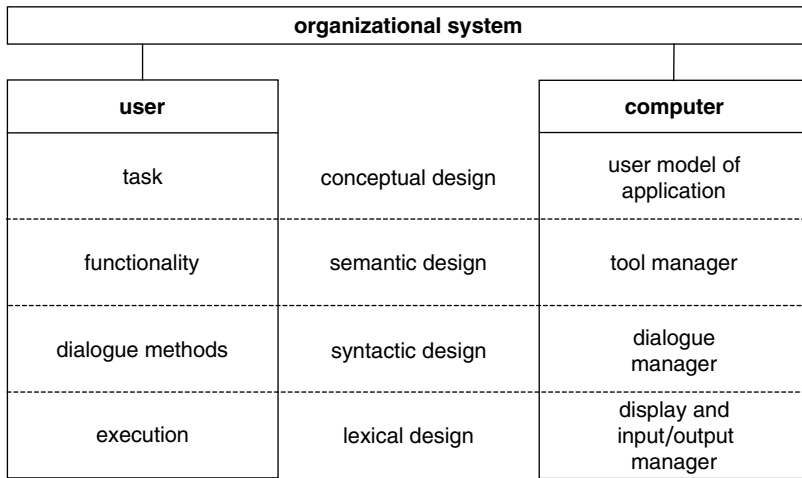 organizational system
user
computer
task
conceptual design
user model of
application
functionality
semantic design
tool manager
dialogue methods
syntactic design
dialogue
manager
execution
lexical design
display and
input/output
manager